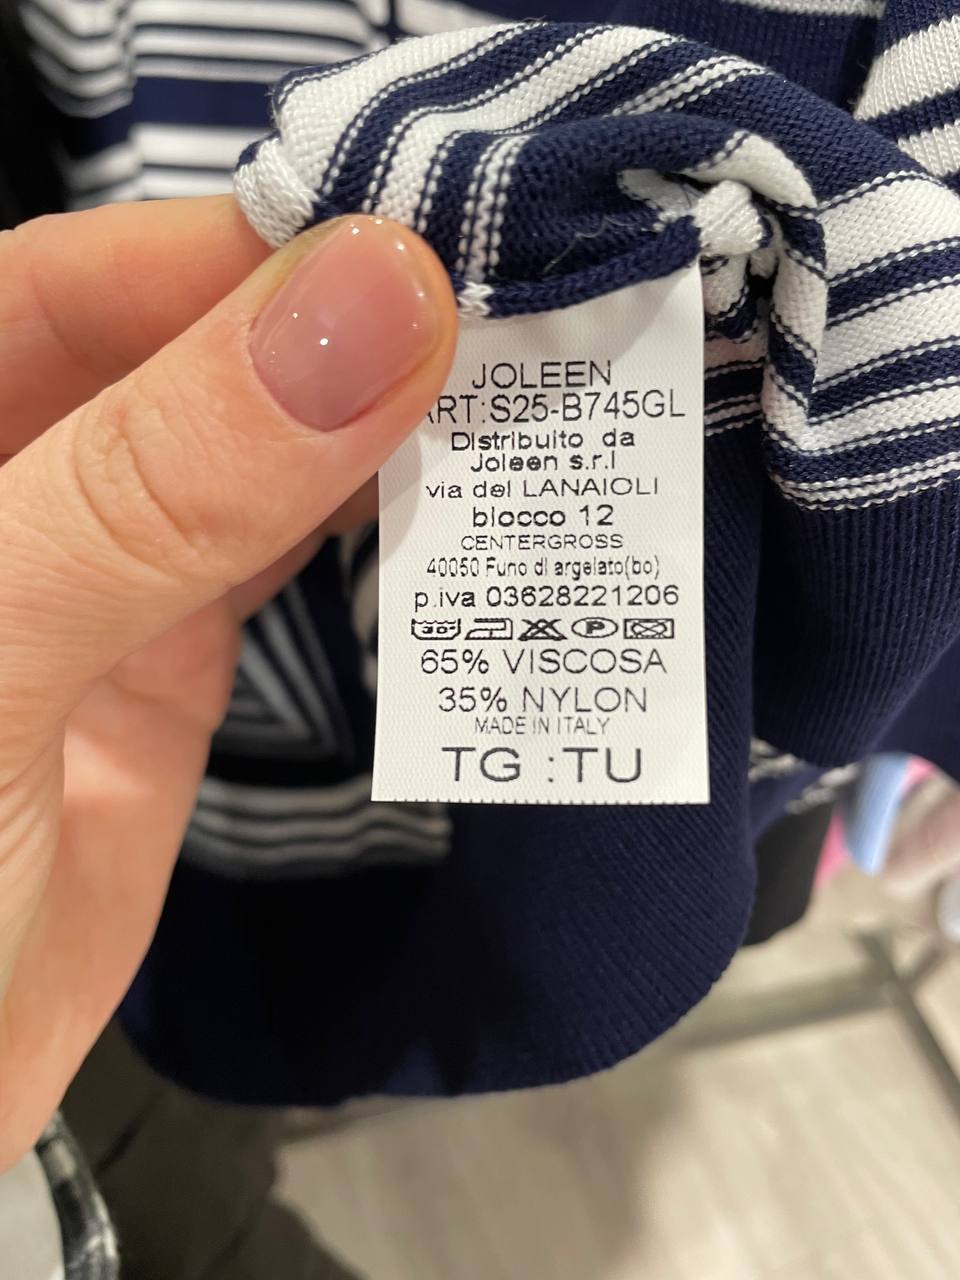 JOLEEN
ART:S25-B745GL
Distribuito da
Joleen s.r.l
via del LANAIOLI
blocco 12
CENTERGROSS
40050 Funo di argelato(bo)
p.iva 03628221206
30° P
65% VISCOSA
35% NYLON
MADE IN ITALY
TG :TU